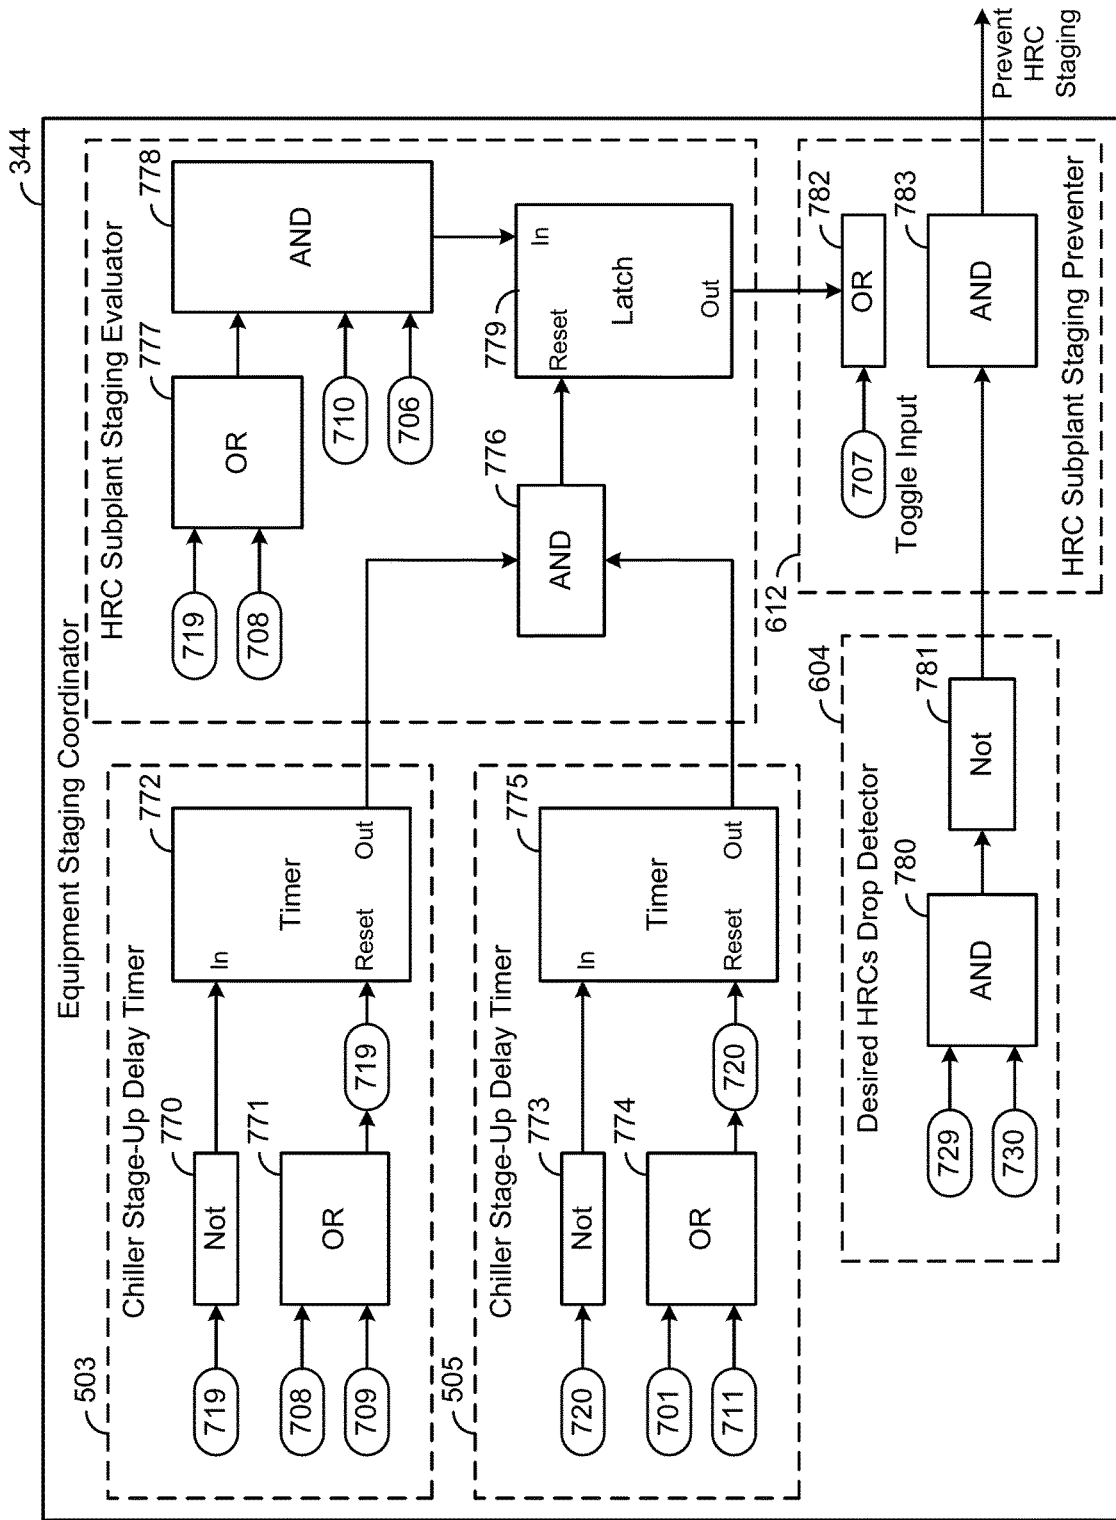 344
Equipment Staging Coordinator
503
Chiller Stage-Up Delay Timer
719
770
Not
708
709
771
OR
719
772
In
Timer
Reset
Out
505
Chiller Stage-Up Delay Timer
720
773
Not
701
711
774
OR
720
775
In
Timer
Reset
Out
HRC Subplant Staging Evaluator
719
708
777
OR
710
706
778
AND
776
AND
779
In
Reset
Latch
Out
604
Desired HRCs Drop Detector
729
730
780
AND
781
Not
612
707
Toggle Input
782
OR
783
AND
HRC Subplant Staging Preventer
Prevent
HRC
Staging